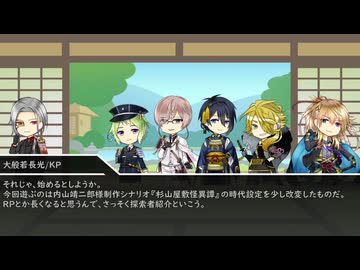 大般若長光/KP
それじゃ、始めるとしようか。
今回遊ぶのは内山靖二郎様制作シナリオ『杉山屋敷怪異譚』の時代設定を少し改変したものだ。
RPとか長くなると思うんで、さっそく探索者紹介といこう。